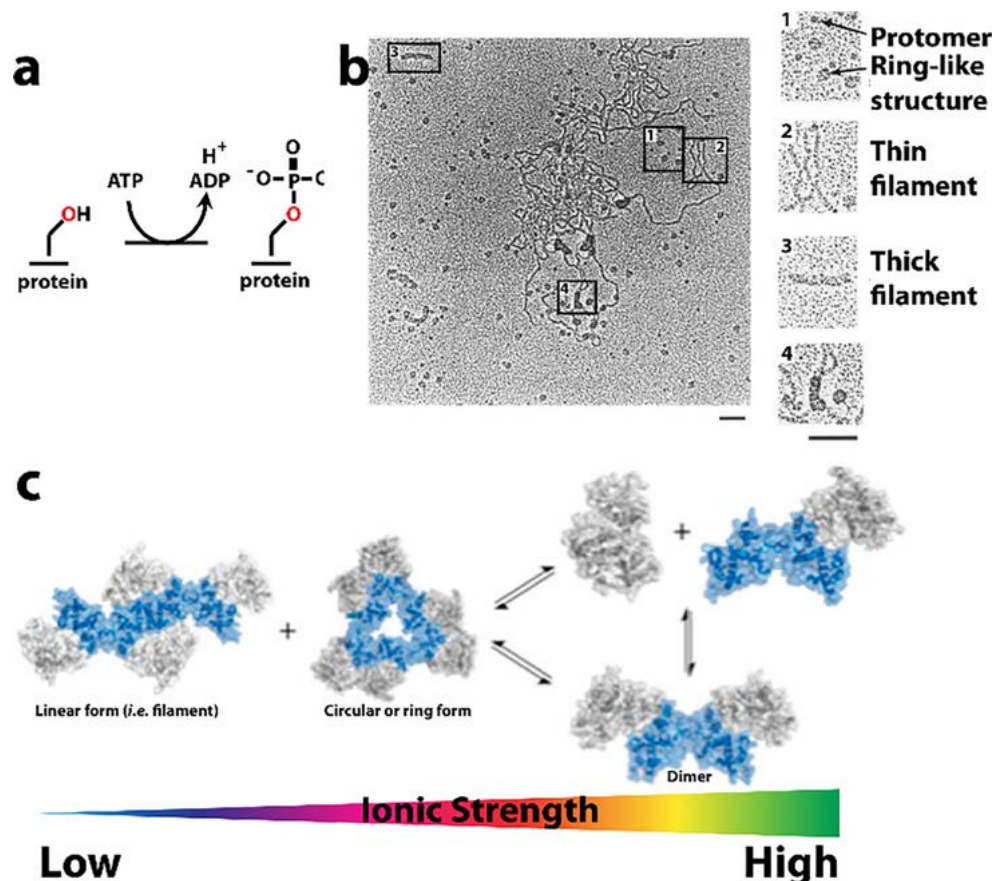 a
ATP
H+
ADP
O
-O-P-C
OH
O
protein
protein
b
3
1
2
4
1
Protomer
Ring-like
structure
2
Thin
filament
3
Thick
filament
4
c
+
+
Linear form (i.e. filament)
Circular or ring form
Dimer
Ionic Strength
Low
High